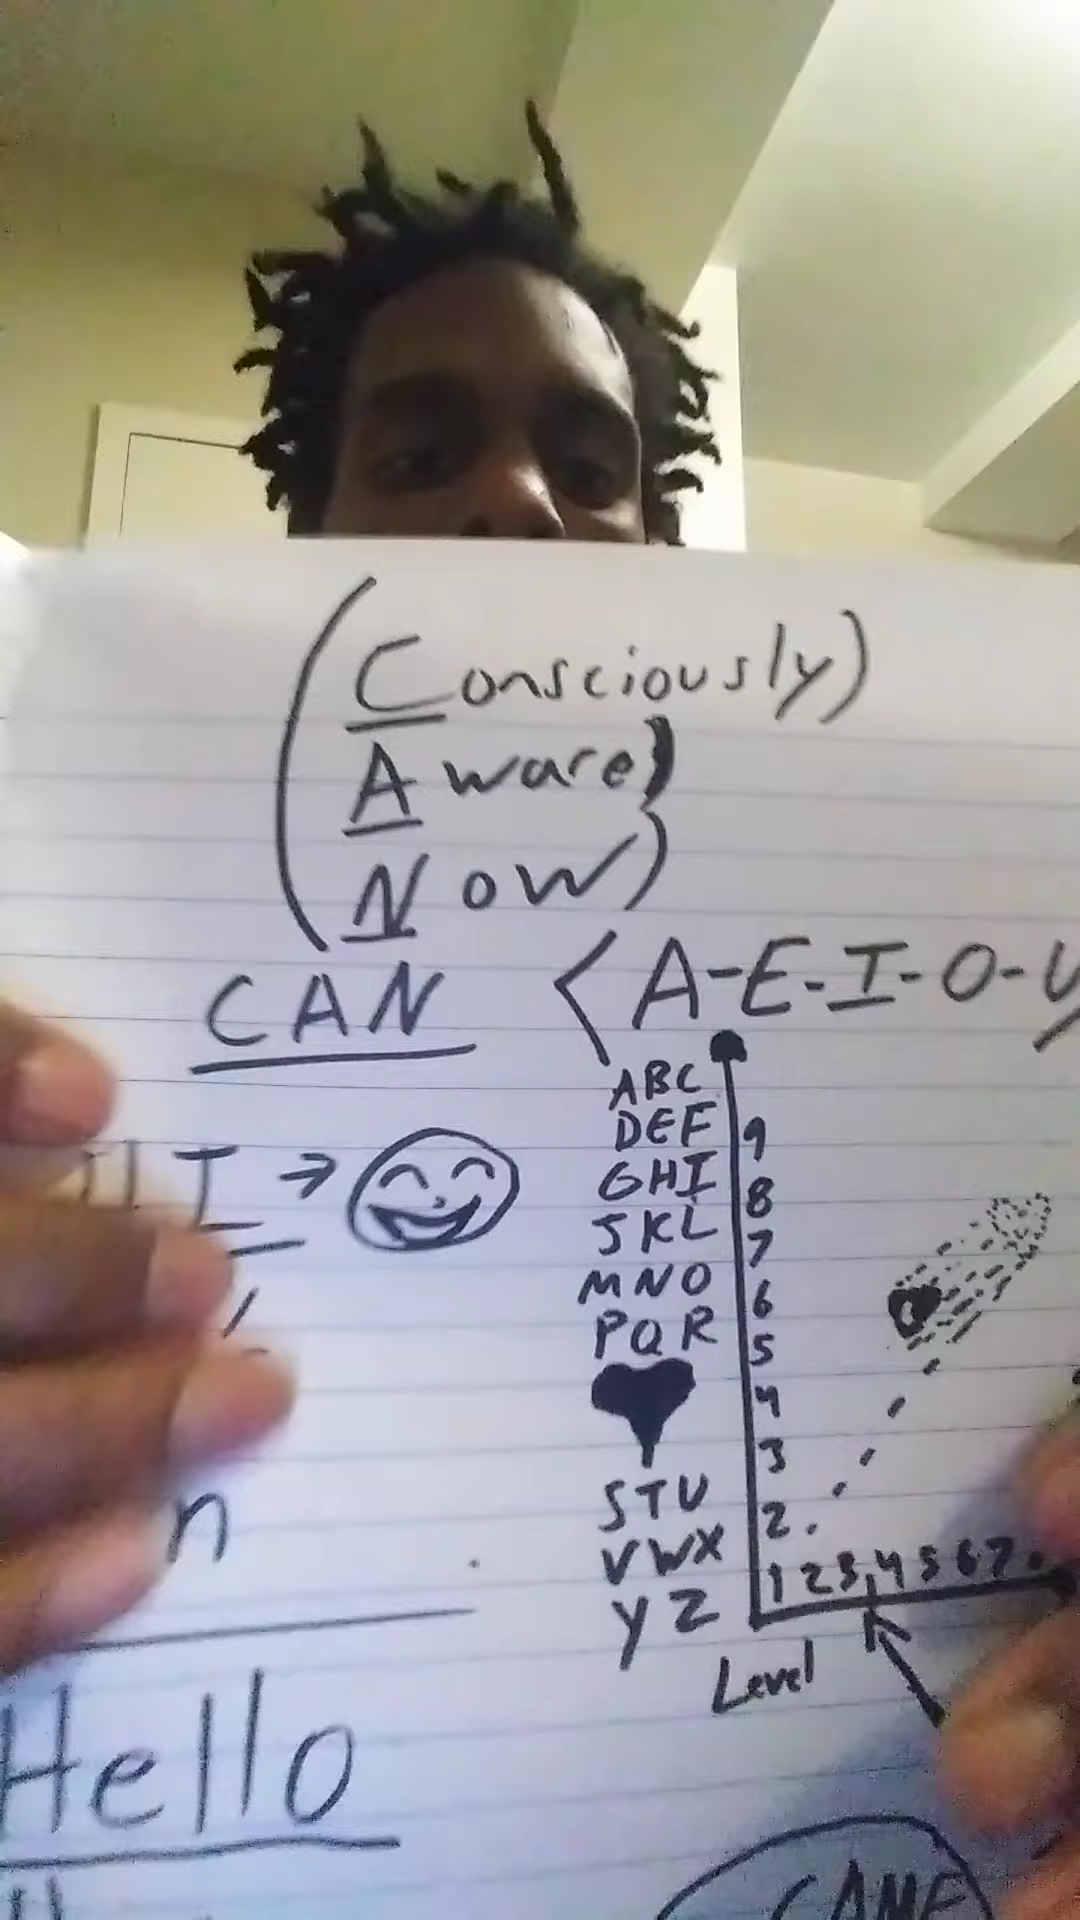 (Consciously)
Aware)
Now)
CAN
<A-E-I-O-U
ABC
DEF 9
GHI 8
JKL 7
MNO 6
PQR 5
4
3
STU 2
VWX 1 2 3 4 5 6 7
YZ
Level
I →
n
Hello